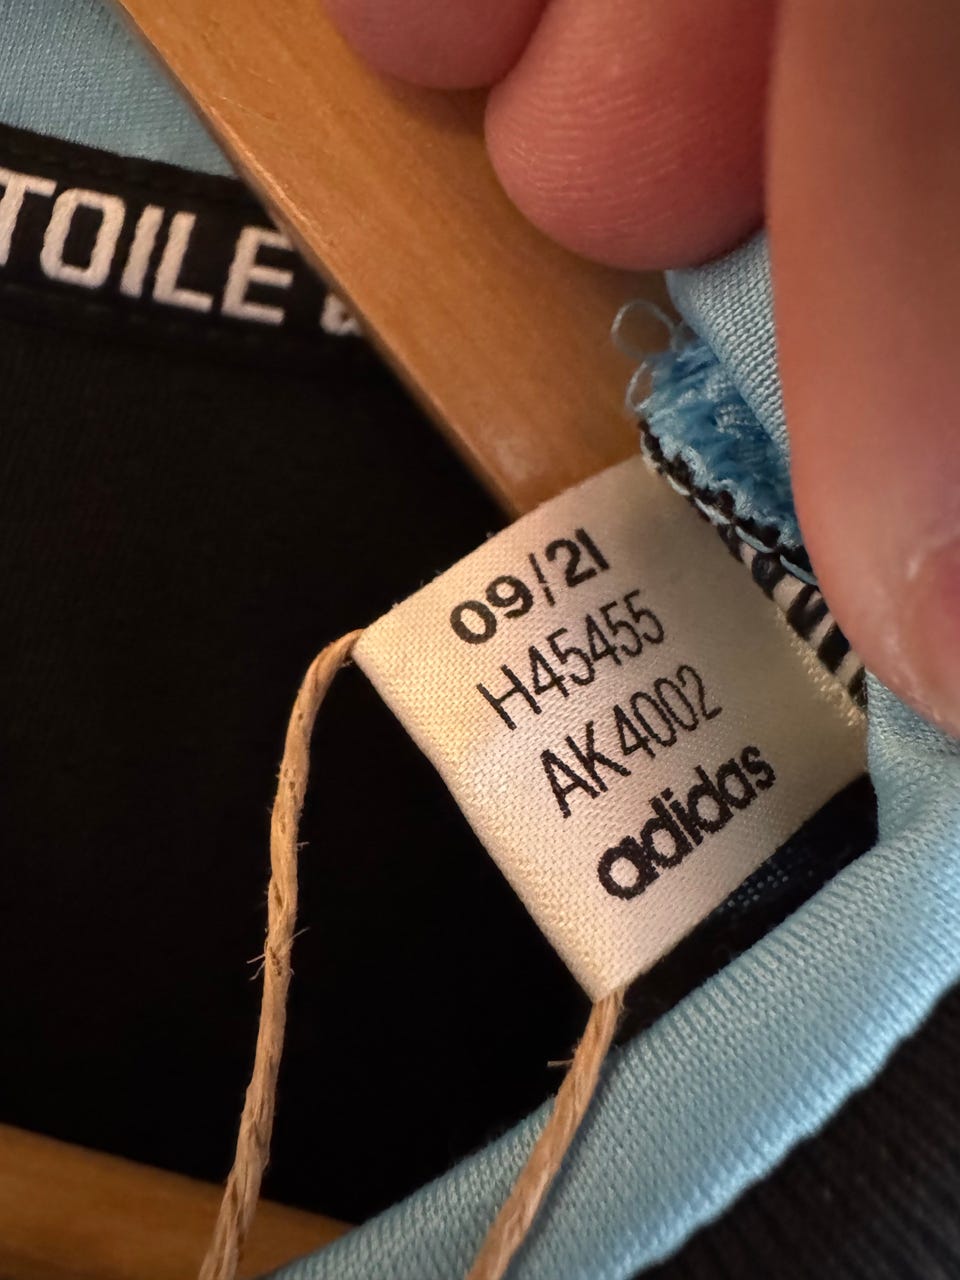 TOILE
09/21
H45455
AK4002
adidas